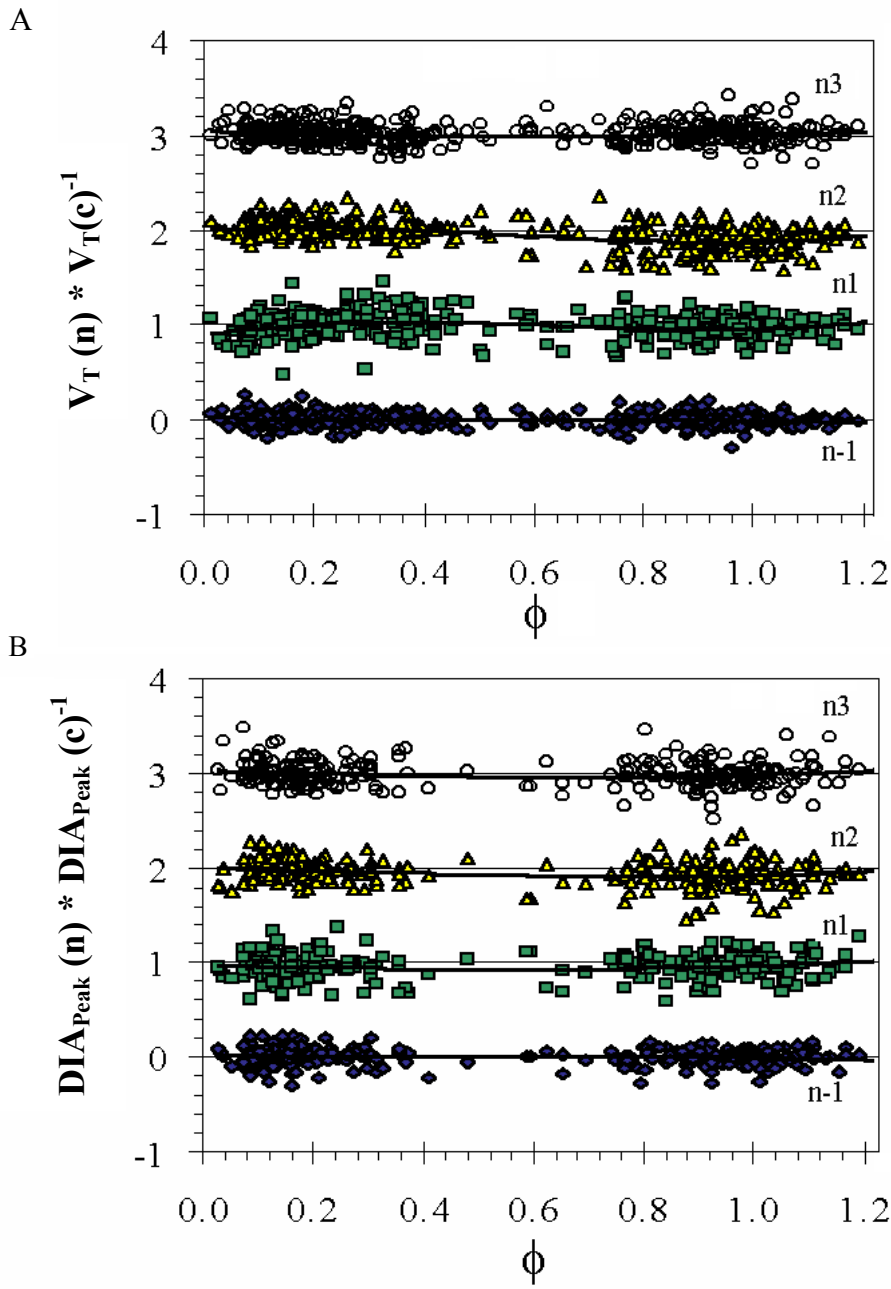 A
4
n3
3
n2
2
n1
1
0
n-1
-1
V_T (n) * V_T(c)^-1
0.0 0.2 0.4 0.6 0.8 1.0 1.2
ϕ
B
4
n3
3
n2
2
n1
1
0
n-1
-1
DIA_Peak (n) * DIA_Peak (c)^-1
0.0 0.2 0.4 0.6 0.8 1.0 1.2
ϕ